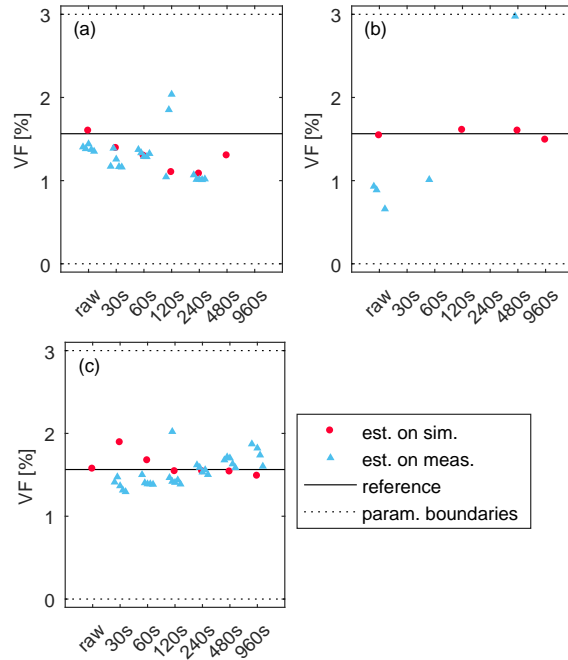 (a)
VF [%]
3
2
1
0
raw
30s
60s
120s
240s
480s
960s
(b)
VF [%]
3
2
1
0
raw
30s
60s
120s
240s
480s
960s
(c)
VF [%]
3
2
1
0
raw
30s
60s
120s
240s
480s
960s
est. on sim.
est. on meas.
reference
param. boundaries